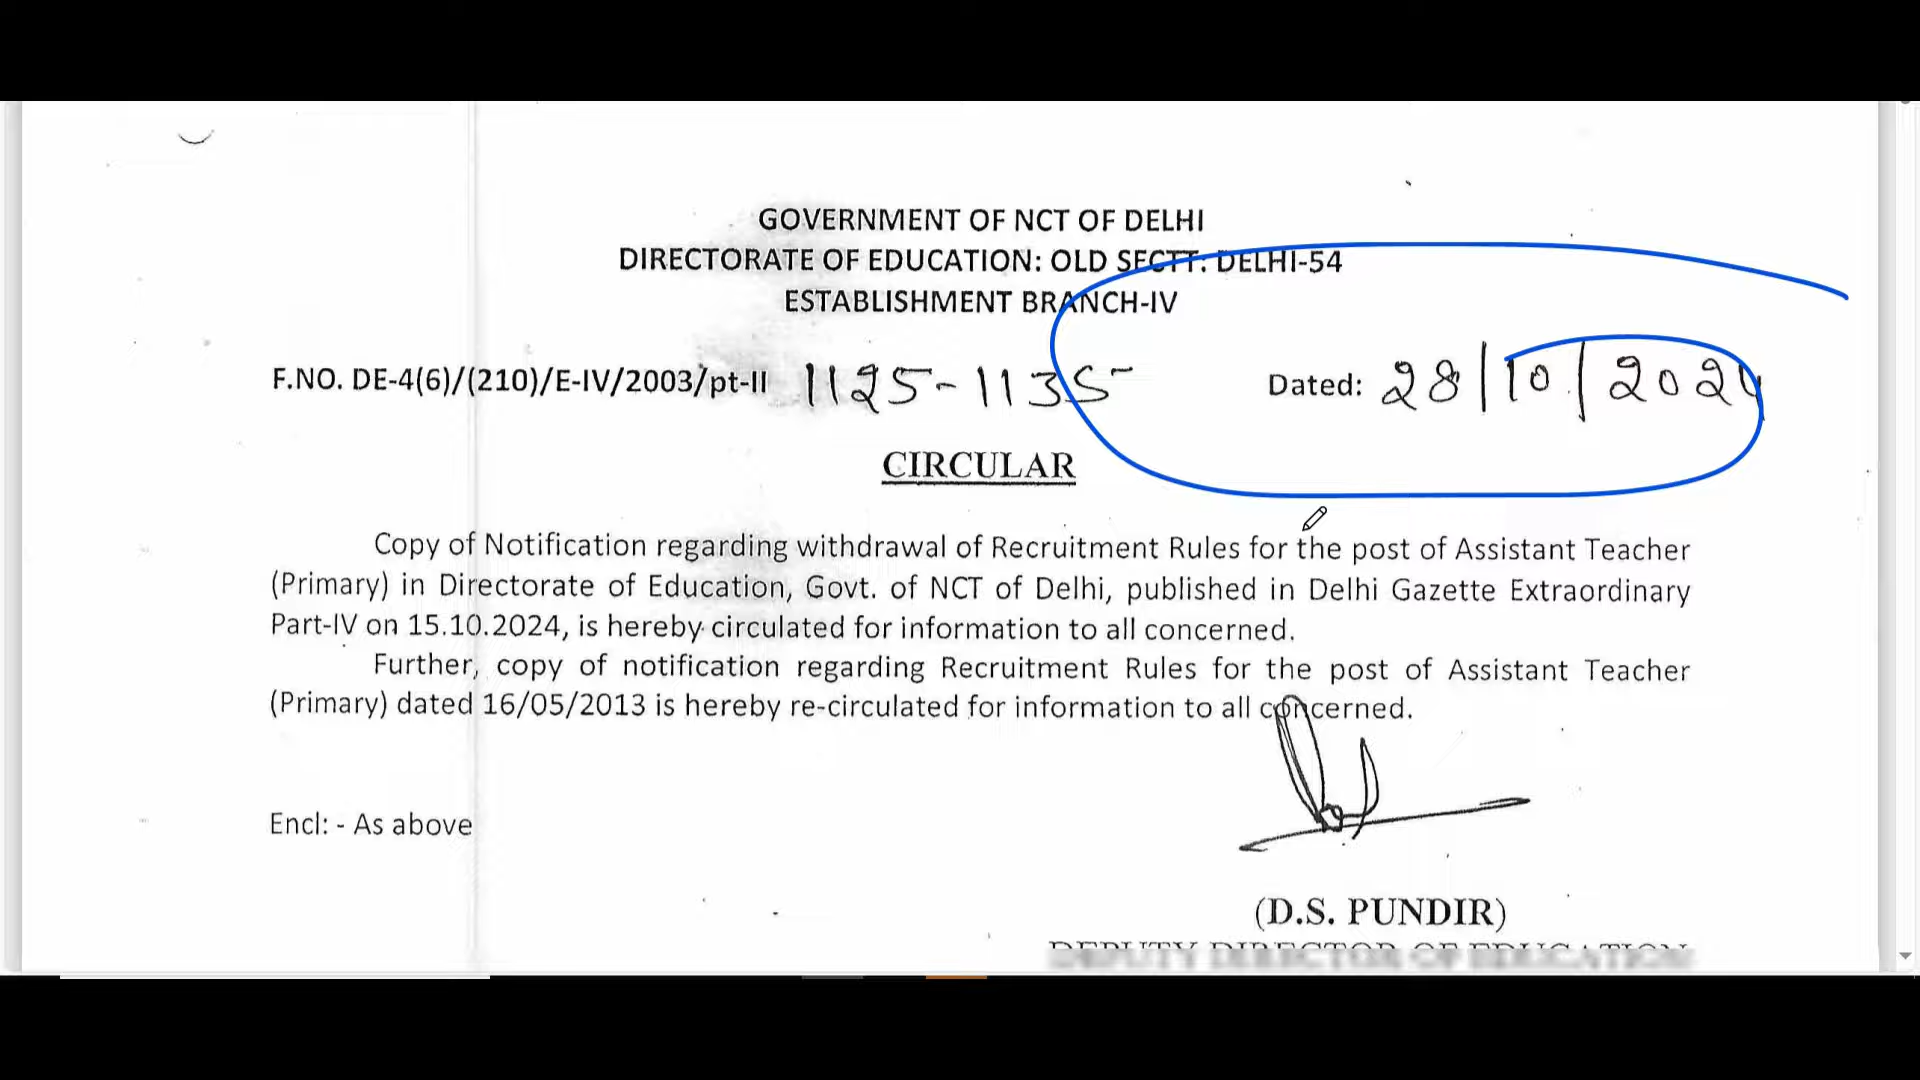 GOVERNMENT OF NCT OF DELHI
DIRECTORATE OF EDUCATION: OLD SECTT: DELHI-54
ESTABLISHMENT BRANCH-IV
F.NO. DE-4(6)/(210)/E-IV/2003/pt-II 1125-1135 Dated: 28/10/2024
CIRCULAR
Copy of Notification regarding withdrawal of Recruitment Rules for the post of Assistant Teacher
(Primary) in Directorate of Education, Govt. of NCT of Delhi, published in Delhi Gazette Extraordinary
Part-IV on 15.10.2024, is hereby circulated for information to all concerned.
Further, copy of notification regarding Recruitment Rules for the post of Assistant Teacher
(Primary) dated 16/05/2013 is hereby re-circulated for information to all concerned.
Encl: - As above
(D.S. PUNDIR)
DEPUTY DIRECTOR OF EDUCATION